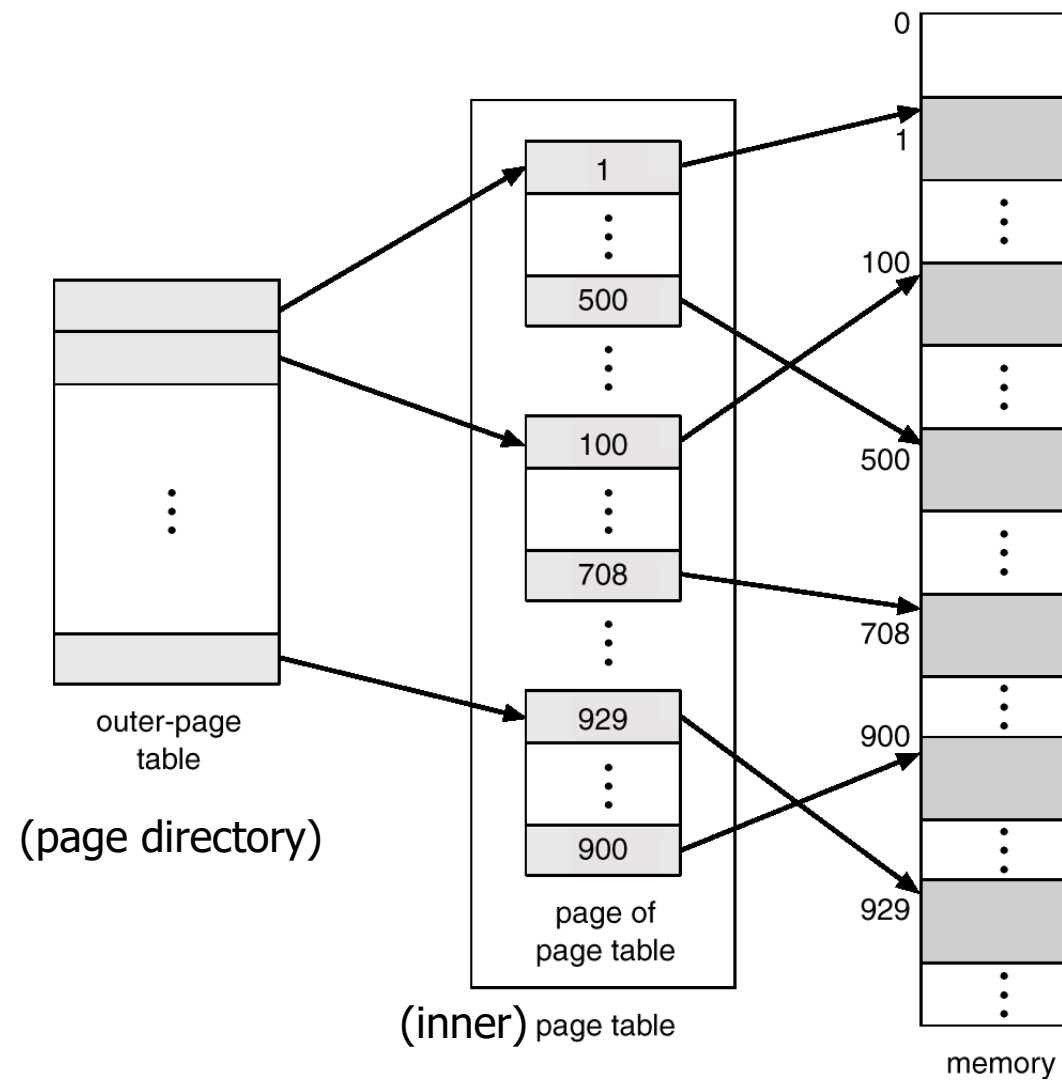 outer-page
table
(page directory)
1
500
100
708
929
900
page of
page table
(inner) page table
0
1
100
500
708
900
929
memory